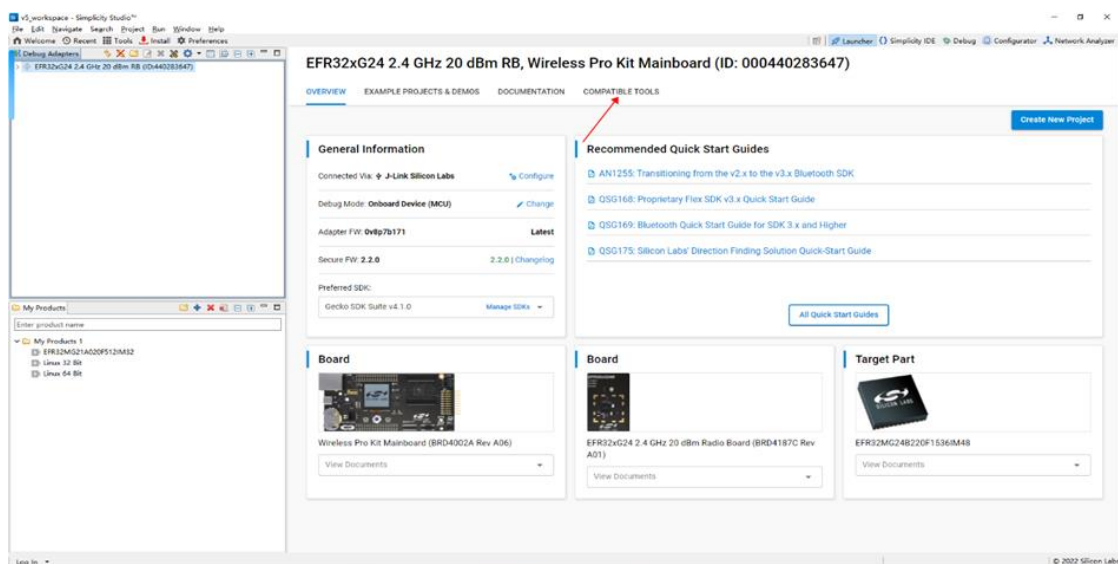 v5_workspace - Simplicity Studio™
File Edit Navigate Search Project Run Window Help
Welcome Recent Tools Install Preferences
Launcher {} Simplicity IDE Debug Configurator Network Analyzer
Debug Adapters
EFR32xG24 2.4 GHz 20 dBm RB (ID:440283647)
EFR32xG24 2.4 GHz 20 dBm RB, Wireless Pro Kit Mainboard (ID: 000440283647)
OVERVIEW EXAMPLE PROJECTS & DEMOS DOCUMENTATION COMPATIBLE TOOLS
Create New Project
General Information
Connected Via: J-Link Silicon Labs Configure
Debug Mode: Onboard Device (MCU) Change
Adapter FW: 0v8p7b171 Latest
Secure FW: 2.2.0 2.2.0 | Changelog
Preferred SDK:
Gecko SDK Suite v4.1.0 Manage SDKs
Recommended Quick Start Guides
AN1255: Transitioning from the v2.x to the v3.x Bluetooth SDK
QSG168: Proprietary Flex SDK v3.x Quick Start Guide
QSG169: Bluetooth Quick Start Guide for SDK 3.x and Higher
QSG175: Silicon Labs' Direction Finding Solution Quick-Start Guide
All Quick Start Guides
My Products
Enter product name
My Products 1
EFR32MG21A020F512IM32
Linux 32 Bit
Linux 64 Bit
Board
Wireless Pro Kit Mainboard (BRD4002A Rev A06)
View Documents
Board
EFR32xG24 2.4 GHz 20 dBm Radio Board (BRD4187C Rev
A01)
View Documents
Target Part
SILICON LABS
EFR32MG24B220F1536IM48
View Documents
Log In
© 2022 Silicon Labs